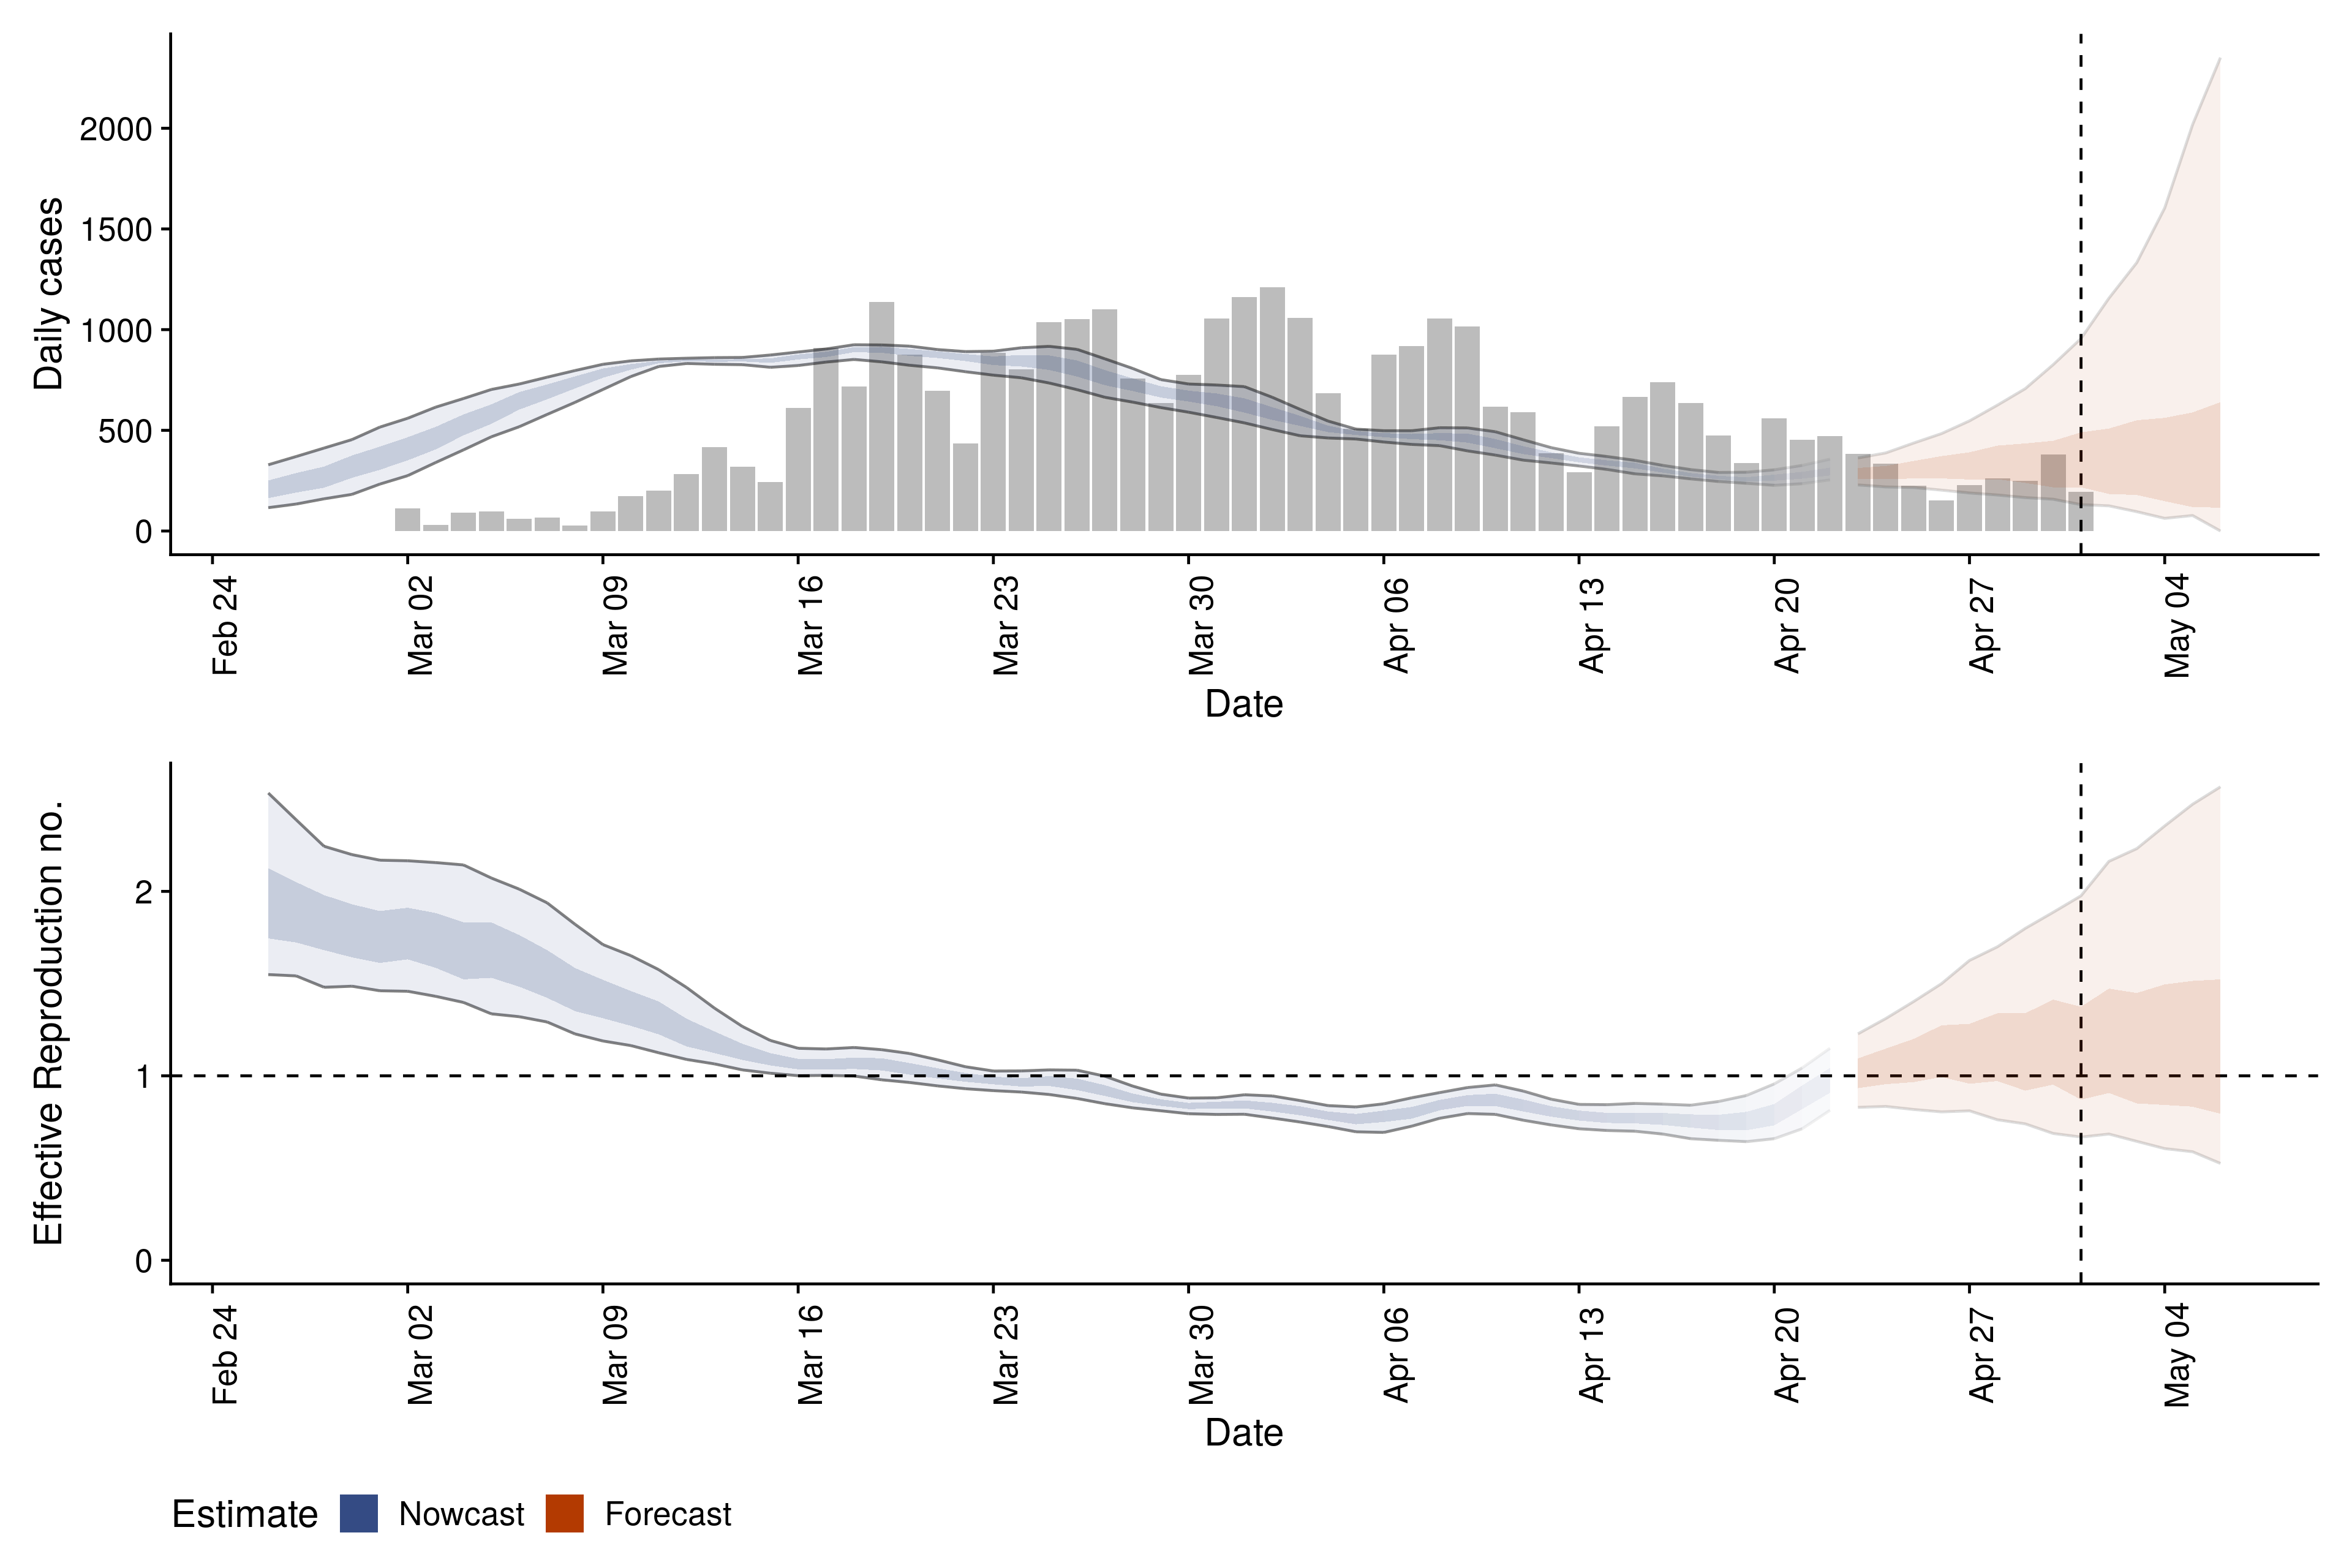 Daily cases
2000
1500
1000
500
0
Feb 24
Mar 02
Mar 09
Mar 16
Mar 23
Mar 30
Apr 06
Apr 13
Apr 20
Apr 27
May 04
Date
Effective Reproduction no.
2
1
0
Feb 24
Mar 02
Mar 09
Mar 16
Mar 23
Mar 30
Apr 06
Apr 13
Apr 20
Apr 27
May 04
Date
Estimate Nowcast Forecast